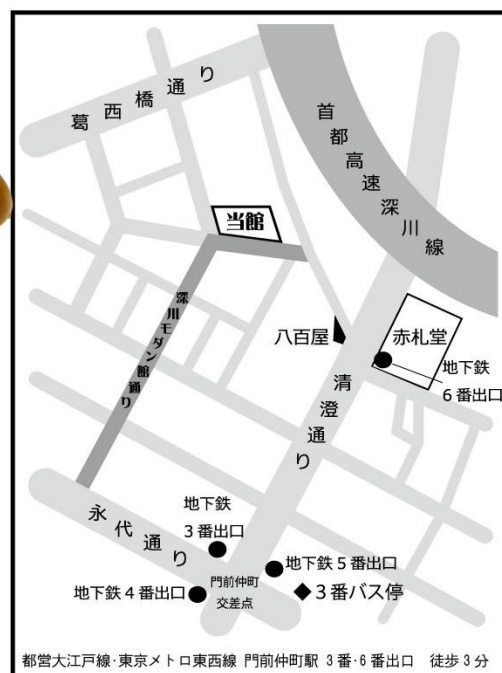 葛西橋通り
首都高速深川線
当館
深川モダン館通り
八百屋
赤札堂
地下鉄
6番出口
清澄通り
永代通り
地下鉄
3番出口
地下鉄5番出口
地下鉄4番出口
門前仲町
交差点
◆3番バス停
都営大江戸線・東京メトロ東西線 門前仲町駅 3番・6番出口 徒歩3分